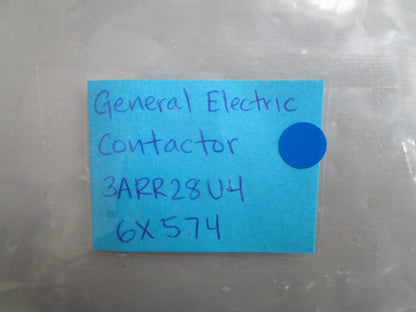 General Electric
Contactor
3ARR28U4
6X574